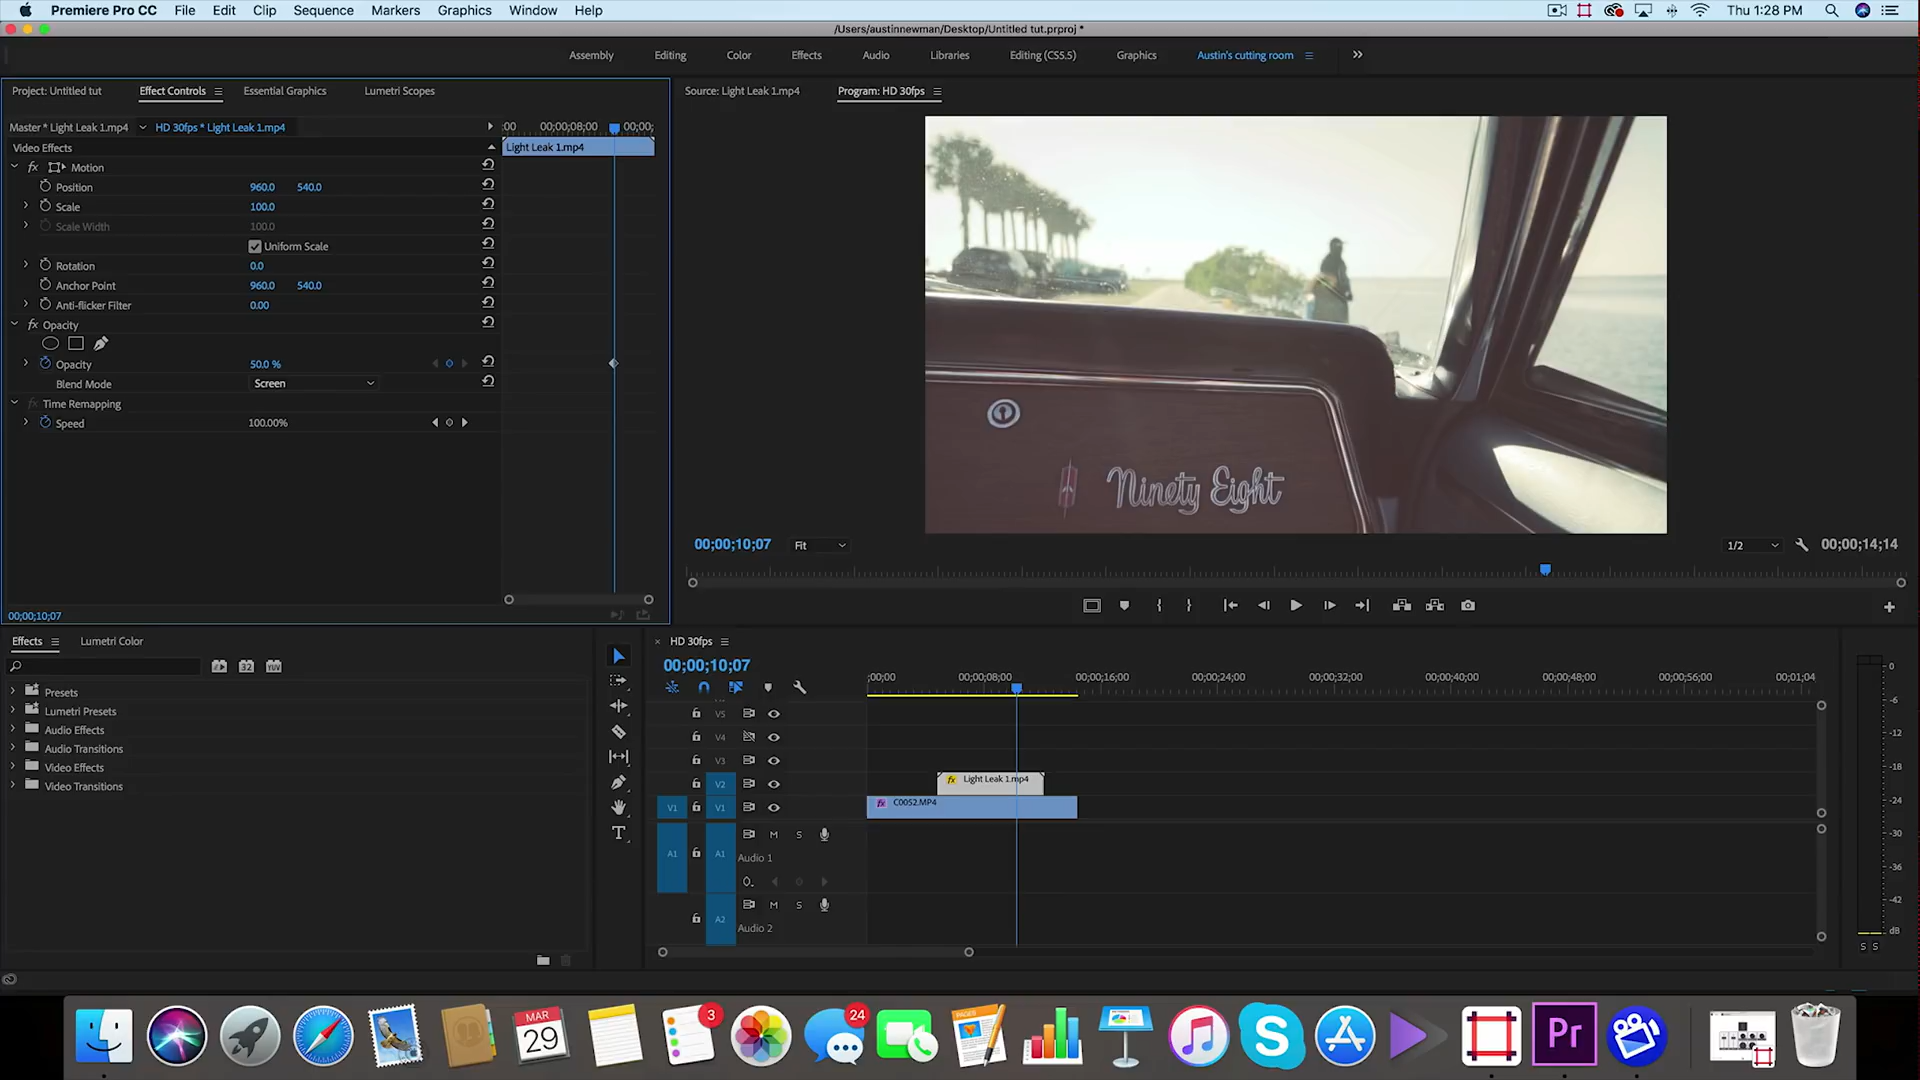 Premiere Pro CC File Edit Clip Sequence Markers Graphics Window Help Thu 1:28 PM
/Users/austinnewman/Desktop/Untitled tut.prproj *
Assembly Editing Color Effects Audio Libraries Editing (CS5.5) Graphics Austin's cutting room
Project: Untitled tut Effect Controls Essential Graphics Lumetri Scopes
Source: Light Leak 1.mp4 Program: HD 30fps
Master * Light Leak 1.mp4 HD 30fps * Light Leak 1.mp4 ;00 00;00;08;00 00;00;
Video Effects Light Leak 1.mp4
fx Motion
Position 960.0 540.0
Scale 100.0
Scale Width 100.0
Uniform Scale
Rotation 0.0
Anchor Point 960.0 540.0
Anti-flicker Filter 0.00
fx Opacity
Opacity 50.0 %
Blend Mode Screen
fx Time Remapping
Speed 100.00%
Ninety Eight
00;00;10;07 Fit 1/2 00;00;14;14
00;00;10;07
Effects Lumetri Color
32 YUV
Presets
Lumetri Presets
Audio Effects
Audio Transitions
Video Effects
Video Transitions
HD 30fps
00;00;10;07
;00;00 00;00;08;00 00;00;16;00 00;00;24;00 00;00;32;00 00;00;40;00 00;00;48;00 00;00;56;00 00;01;04
V5
V4
V3
V2 fx Light Leak 1.mp4
V1 V1 fx C0052.MP4
A1 A1 M S
Audio 1
A2 M S
Audio 2
0
-6
-12
-18
-24
-30
-33
-36
-42
dB
S S
MAR
29
3
24
PAGES
S
Pr